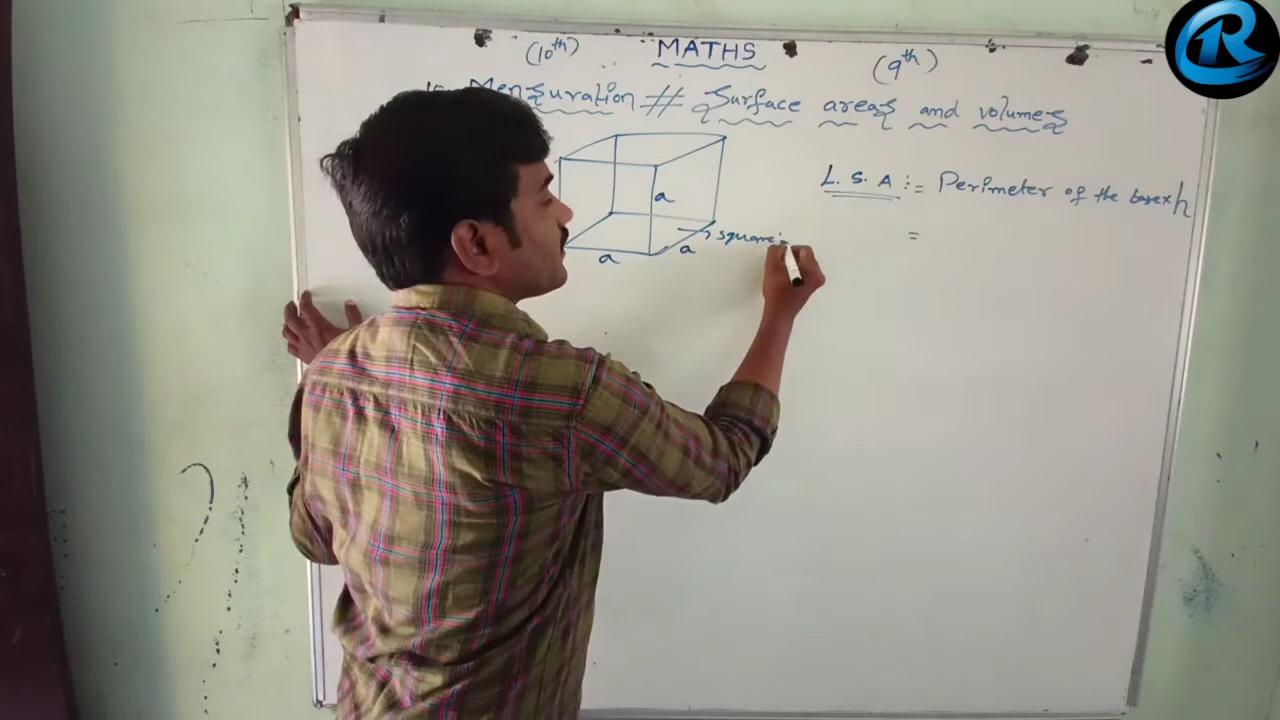 (10th) MATHS (9th)
Mensuration # Surface areas and volumes
L.S.A := Perimeter of the base×h
=
a
square:
a
a
R